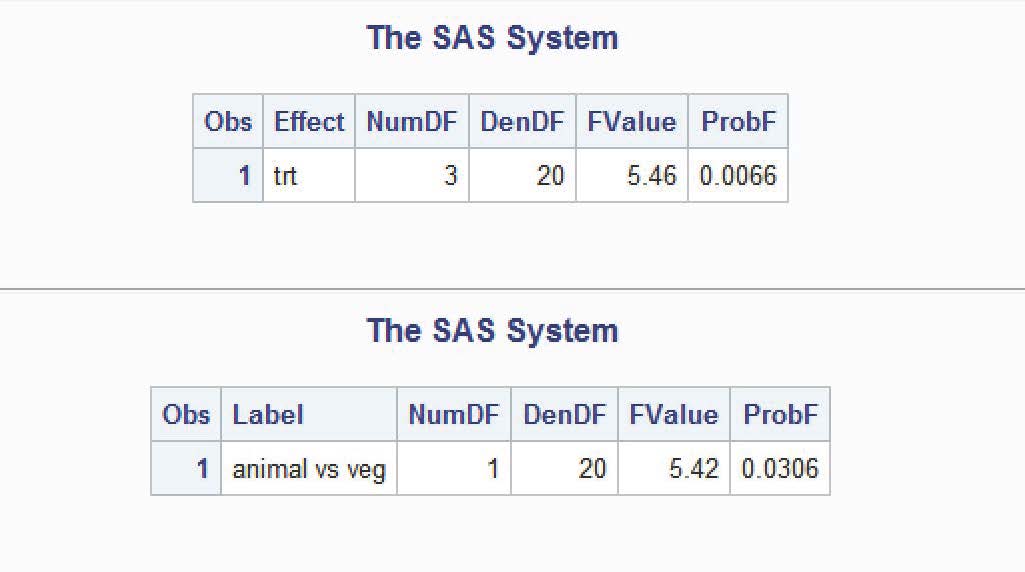 The SAS System
Obs Effect NumDF DenDF FValue ProbF
1 trt 3 20 5.46 0.0066
The SAS System
Obs Label NumDF DenDF FValue ProbF
1 animal vs veg 1 20 5.42 0.0306